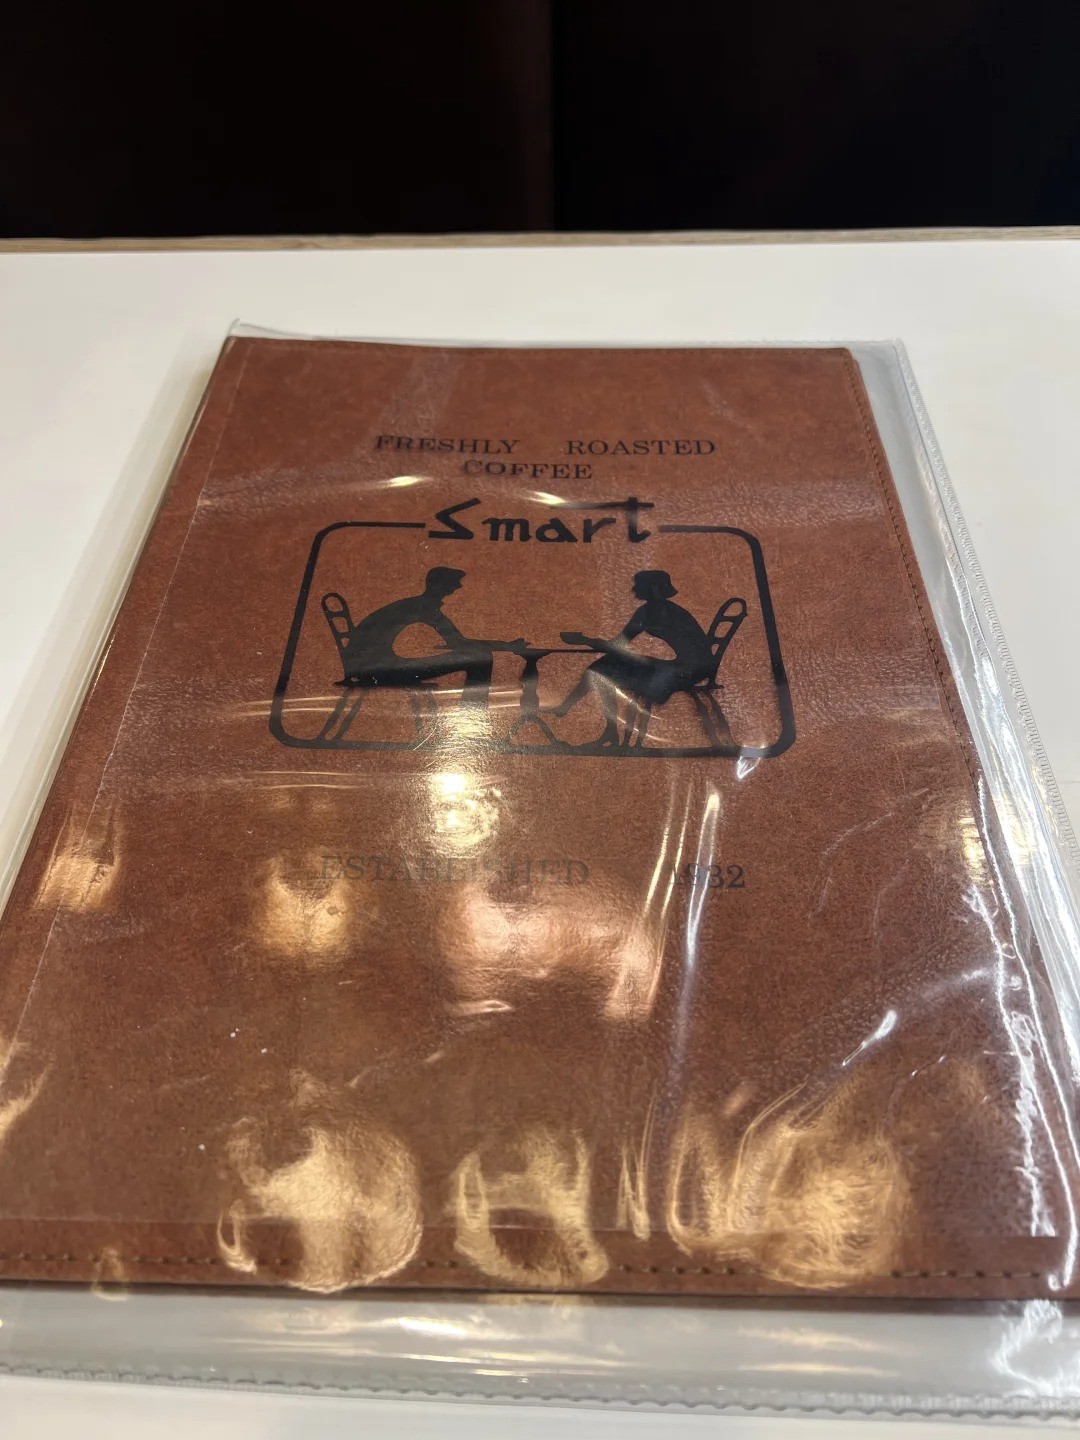 FRESHLY ROASTED
COFFEE
Smart
ESTABLISHED 1932